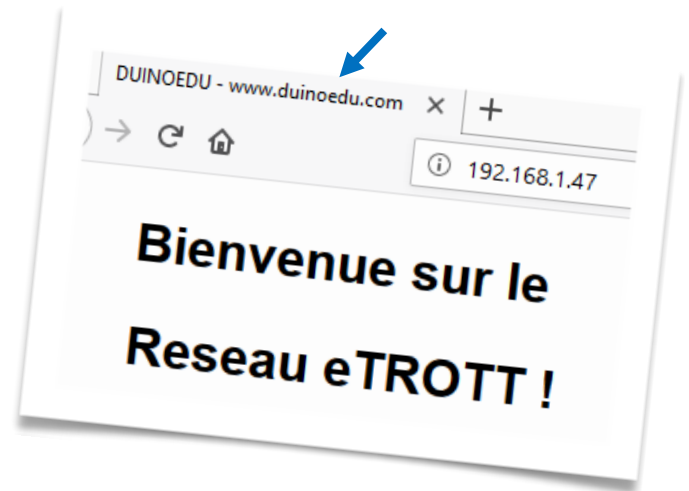 DUINOEDU - www.duinoedu.com
192.168.1.47
Bienvenue sur le
Reseau eTROTT !